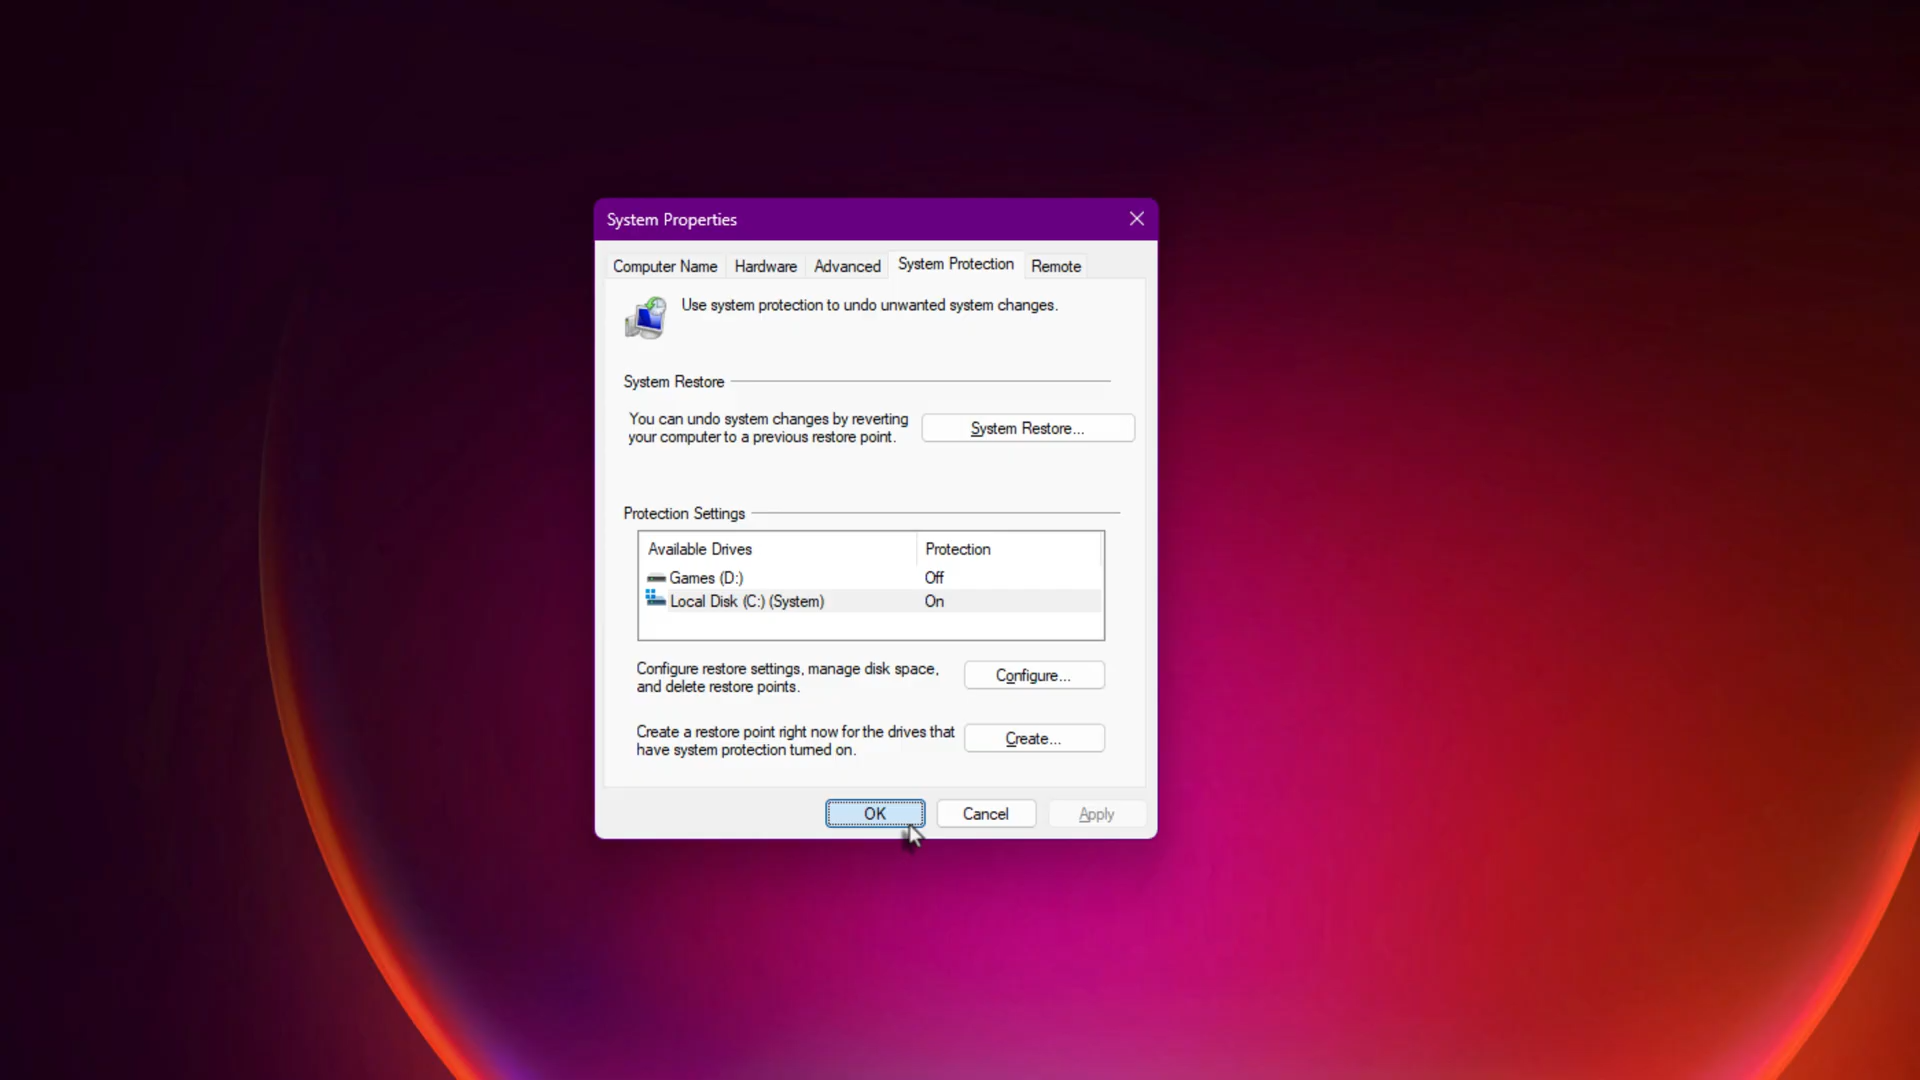 System Properties
Computer Name Hardware Advanced System Protection Remote
Use system protection to undo unwanted system changes.
System Restore
You can undo system changes by reverting
your computer to a previous restore point.
System Restore...
Protection Settings
Available Drives Protection
Games (D:) Off
Local Disk (C:) (System) On
Configure restore settings, manage disk space,
and delete restore points.
Configure...
Create a restore point right now for the drives that
have system protection turned on.
Create...
OK Cancel Apply